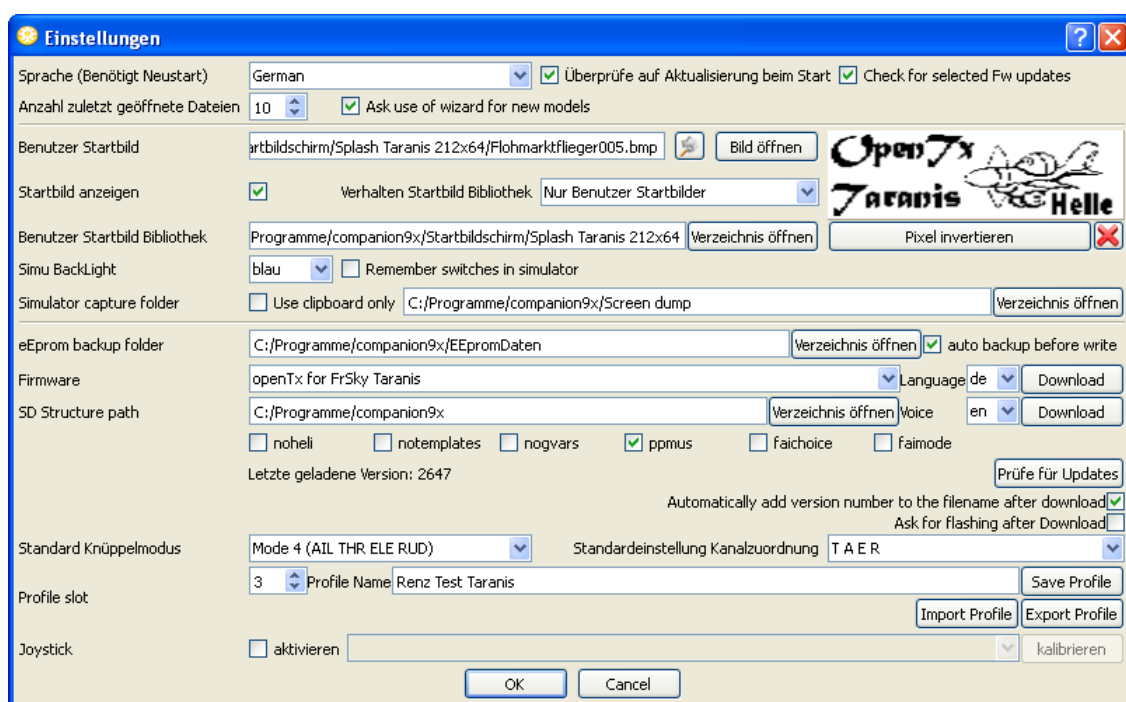 Einstellungen
Sprache (Benötigt Neustart) German Überprüfe auf Aktualisierung beim Start Check for selected Fw updates
Anzahl zuletzt geöffnete Dateien 10 Ask use of wizard for new models
Benutzer Startbild artbildschirm/Splash Taranis 212x64/Flohmarktflieger005.bmp Bild öffnen
OpenTx
Taranis Helle
Startbild anzeigen Verhalten Startbild Bibliothek Nur Benutzer Startbilder
Benutzer Startbild Bibliothek Programme/companion9x/Startbildschirm/Splash Taranis 212x64 Verzeichnis öffnen Pixel invertieren
Simu BackLight blau Remember switches in simulator
Simulator capture folder Use clipboard only C:/Programme/companion9x/Screen dump Verzeichnis öffnen
eEprom backup folder C:/Programme/companion9x/EEpromDaten Verzeichnis öffnen auto backup before write
Firmware openTx for FrSky Taranis Language de Download
SD Structure path C:/Programme/companion9x Verzeichnis öffnen Voice en Download
noheli notemplates nogvars ppmus faichoice faimode
Letzte geladene Version: 2647 Prüfe für Updates
Automatically add version number to the filename after download
Ask for flashing after Download
Standard Knüppelmodus Mode 4 (AIL THR ELE RUD) Standardeinstellung Kanalzuordnung T A E R
Profile slot 3 Profile Name Renz Test Taranis Save Profile
Import Profile Export Profile
Joystick aktivieren kalibrieren
OK Cancel